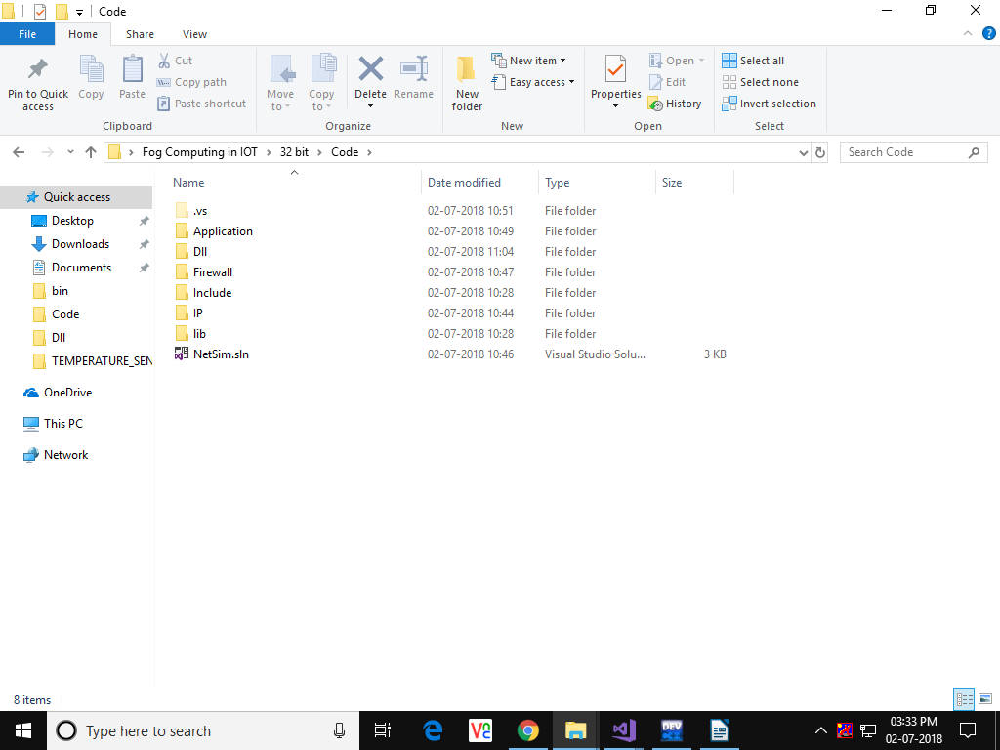 Code
File Home Share View
Pin to Quick access
Copy
Paste
Cut
Copy path
Paste shortcut
Clipboard
Move to
Copy to
Delete
Rename
Organize
New folder
New item
Easy access
New
Properties
Open
Edit
History
Open
Select all
Select none
Invert selection
Select
Fog Computing in IOT > 32 bit > Code >
Search Code
Quick access
Desktop
Downloads
Documents
bin
Code
Dll
TEMPERATURE_SEN
OneDrive
This PC
Network
Name Date modified Type Size
.vs 02-07-2018 10:51 File folder
Application 02-07-2018 10:49 File folder
Dll 02-07-2018 11:04 File folder
Firewall 02-07-2018 10:47 File folder
Include 02-07-2018 10:28 File folder
IP 02-07-2018 10:44 File folder
lib 02-07-2018 10:28 File folder
NetSim.sln 02-07-2018 10:46 Visual Studio Solu... 3 KB
8 items
Type here to search
VNC
DEV
03:33 PM
02-07-2018